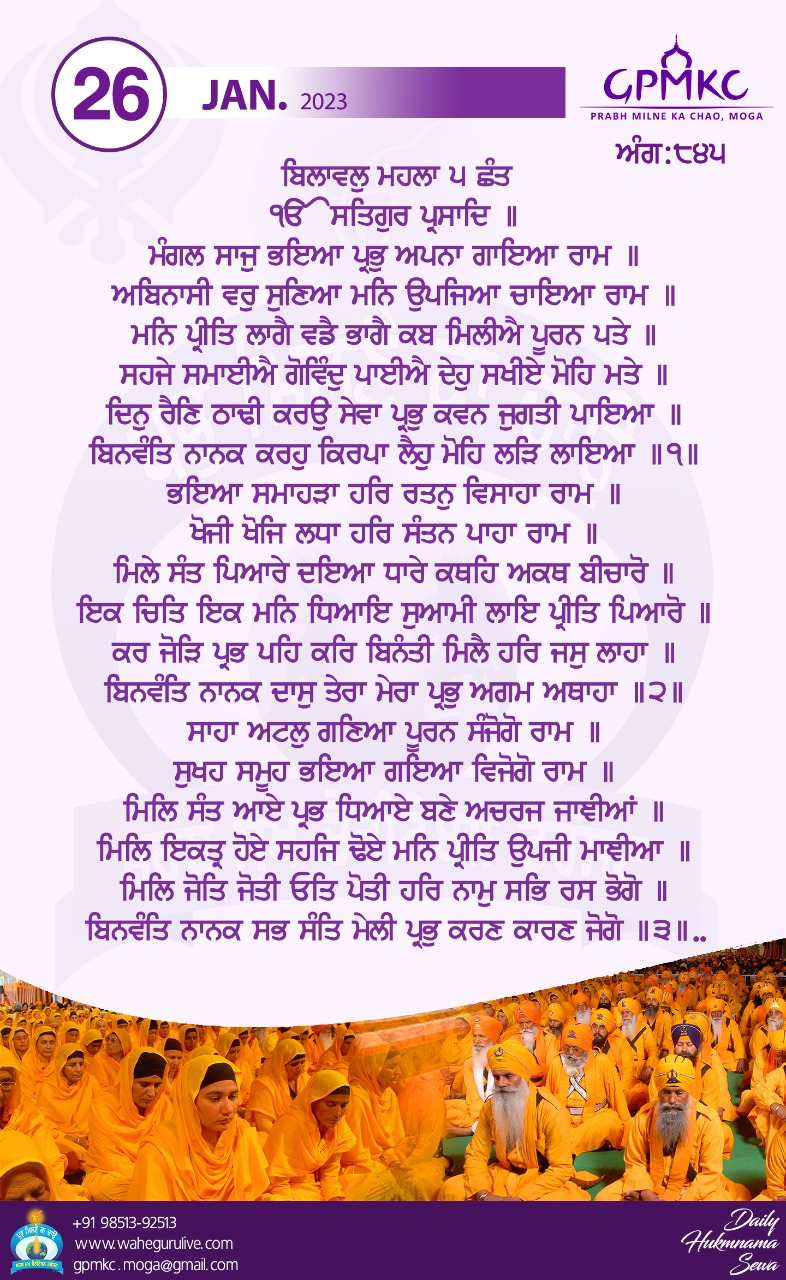 26 JAN. 2023
GPMKC
PRABH MILNE KA CHAO, MOGA
ਅੰਗ:੮੪੫
ਬਿਲਾਵਲੁ ਮਹਲਾ ੫ ਛੰਤ
ੴ ਸਤਿਗੁਰ ਪ੍ਰਸਾਦਿ ॥
ਮੰਗਲ ਸਾਜੁ ਭਇਆ ਪ੍ਰਭੁ ਅਪਨਾ ਗਾਇਆ ਰਾਮ ॥
ਅਬਿਨਾਸੀ ਵਰੁ ਸੁਣਿਆ ਮਨਿ ਉਪਜਿਆ ਚਾਇਆ ਰਾਮ ॥
ਮਨਿ ਪ੍ਰੀਤਿ ਲਾਗੈ ਵਡੈ ਭਾਗੈ ਕਬ ਮਿਲੀਐ ਪੂਰਨ ਪਤੇ ॥
ਸਹਜੇ ਸਮਾਈਐ ਗੋਵਿੰਦੁ ਪਾਈਐ ਦੇਹੁ ਸਖੀਏ ਮੋਹਿ ਮਤੇ ॥
ਦਿਨੁ ਰੈਣਿ ਠਾਢੀ ਕਰਉ ਸੇਵਾ ਪ੍ਰਭੁ ਕਵਨ ਜੁਗਤੀ ਪਾਇਆ ॥
ਬਿਨਵੰਤਿ ਨਾਨਕ ਕਰਹੁ ਕਿਰਪਾ ਲੈਹੁ ਮੋਹਿ ਲੜਿ ਲਾਇਆ ॥੧॥
ਭਇਆ ਸਮਾਹੜਾ ਹਰਿ ਰਤਨੁ ਵਿਸਾਹਾ ਰਾਮ ॥
ਖੋਜੀ ਖੋਜਿ ਲਧਾ ਹਰਿ ਸੰਤਨ ਪਾਹਾ ਰਾਮ ॥
ਮਿਲੇ ਸੰਤ ਪਿਆਰੇ ਦਇਆ ਧਾਰੇ ਕਥਹਿ ਅਕਥ ਬੀਚਾਰੋ ॥
ਇਕ ਚਿਤਿ ਇਕ ਮਨਿ ਧਿਆਇ ਸੁਆਮੀ ਲਾਇ ਪ੍ਰੀਤਿ ਪਿਆਰੋ ॥
ਕਰ ਜੋੜਿ ਪ੍ਰਭ ਪਹਿ ਕਰਿ ਬਿਨੰਤੀ ਮਿਲੈ ਹਰਿ ਜਸੁ ਲਾਹਾ ॥
ਬਿਨਵੰਤਿ ਨਾਨਕ ਦਾਸੁ ਤੇਰਾ ਮੇਰਾ ਪ੍ਰਭੁ ਅਗਮ ਅਥਾਹਾ ॥੨॥
ਸਾਹਾ ਅਟਲੁ ਗਣਿਆ ਪੂਰਨ ਸੰਜੋਗੋ ਰਾਮ ॥
ਸੁਖਹ ਸਮੂਹ ਭਇਆ ਗਇਆ ਵਿਜੋਗੋ ਰਾਮ ॥
ਮਿਲਿ ਸੰਤ ਆਏ ਪ੍ਰਭ ਧਿਆਏ ਬਣੇ ਅਚਰਜ ਜਾਞੀਆਂ ॥
ਮਿਲਿ ਇਕਤ੍ਰ ਹੋਏ ਸਹਜਿ ਢੋਏ ਮਨਿ ਪ੍ਰੀਤਿ ਉਪਜੀ ਮਾਞੀਆ ॥
ਮਿਲਿ ਜੋਤਿ ਜੋਤੀ ਓਤਿ ਪੋਤੀ ਹਰਿ ਨਾਮੁ ਸਭਿ ਰਸ ਭੋਗੋ ॥
ਬਿਨਵੰਤਿ ਨਾਨਕ ਸਭ ਸੰਤਿ ਮੇਲੀ ਪ੍ਰਭੁ ਕਰਣ ਕਾਰਣ ਜੋਗੋ ॥੩॥..
+91 98513-92513
www.wahegurulive.com
gpmkc.moga@gmail.com
Daily
Hukmnama
Sewa